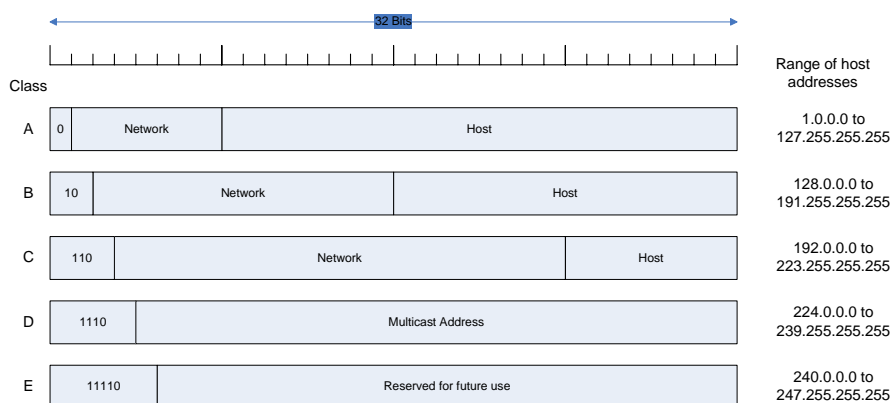 32 Bits
Range of host
addresses
Class
A 0 Network Host 1.0.0.0 to
127.255.255.255
B 10 Network Host 128.0.0.0 to
191.255.255.255
C 110 Network Host 192.0.0.0 to
223.255.255.255
D 1110 Multicast Address 224.0.0.0 to
239.255.255.255
E 11110 Reserved for future use 240.0.0.0 to
247.255.255.255